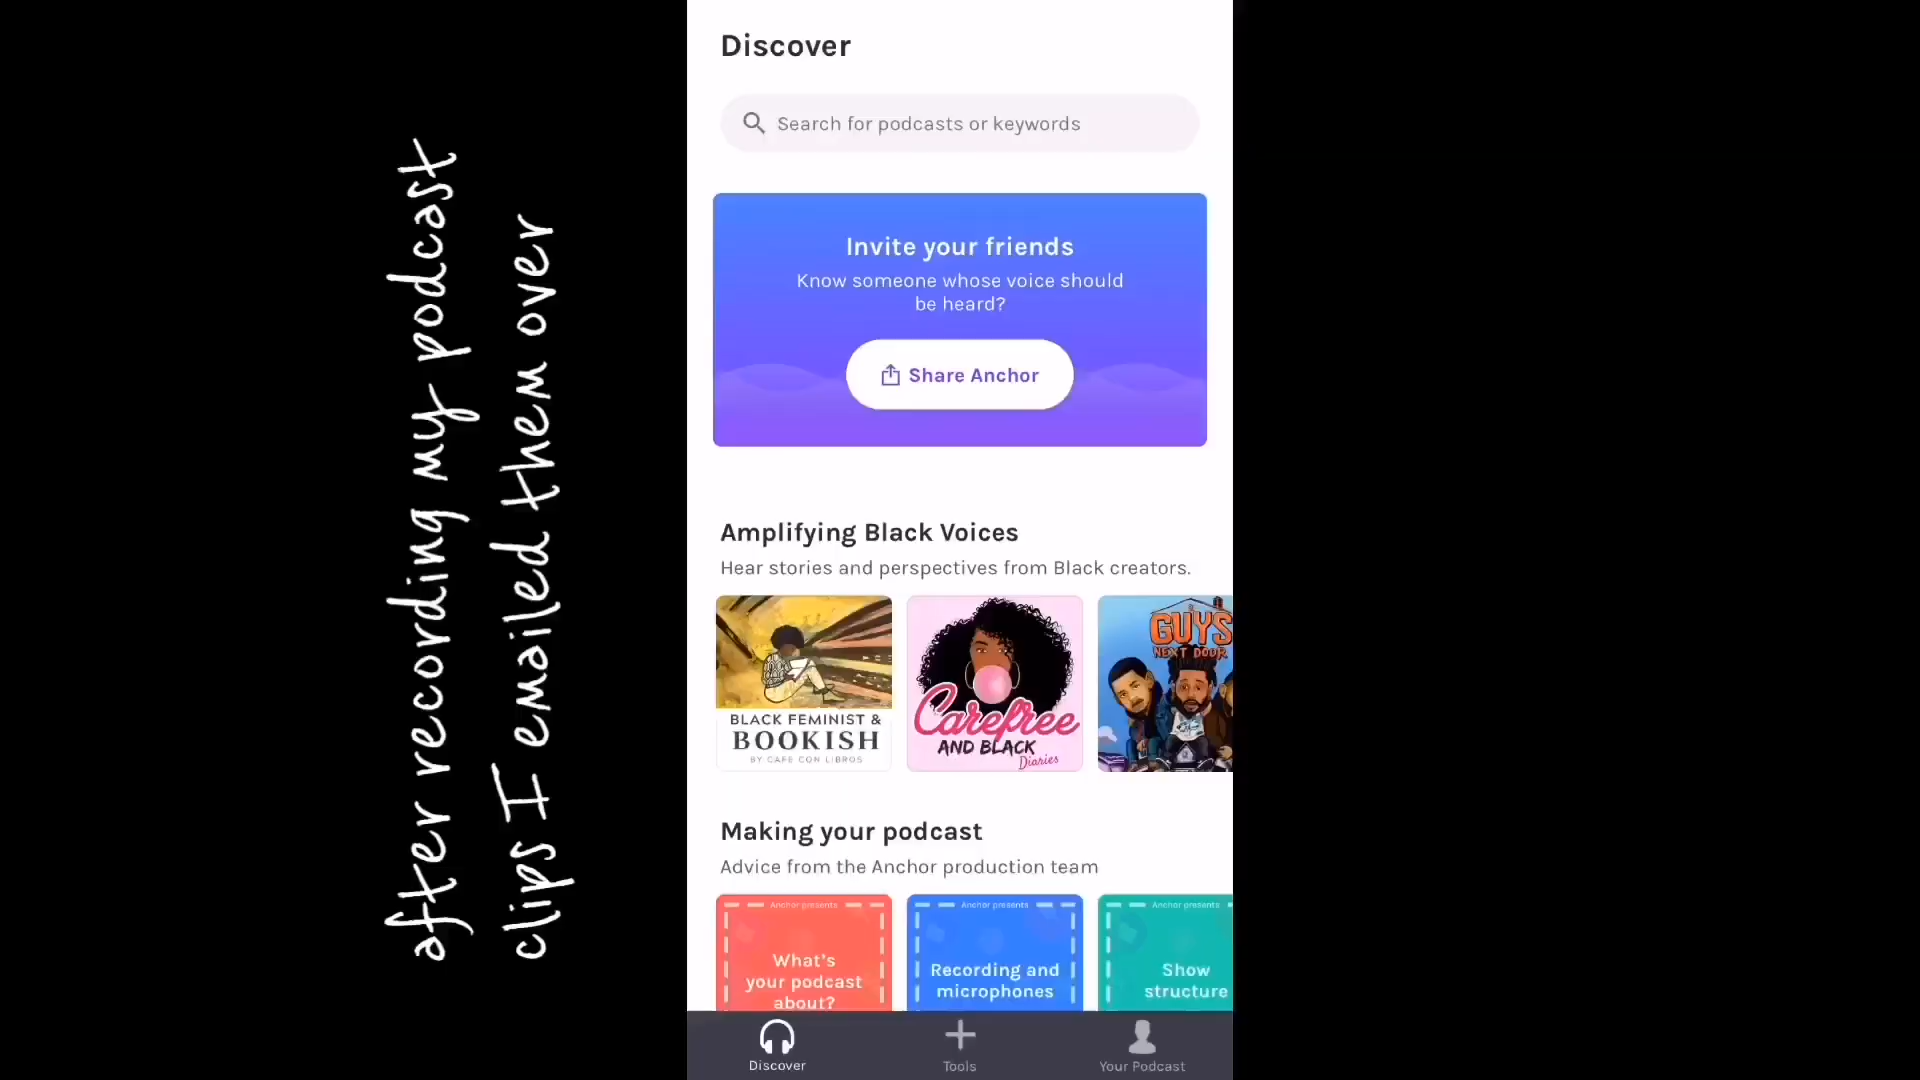 after recording my podcast
clips I emailed them over
Discover
Search for podcasts or keywords
Invite your friends
Know someone whose voice should
be heard?
Share Anchor
Amplifying Black Voices
Hear stories and perspectives from Black creators.
BLACK FEMINIST &
BOOKISH
BY CAFE CON LIBROS
Carefree
AND BLACK
Diaries
GUYS
NEXT DOOR
Making your podcast
Advice from the Anchor production team
Anchor presents
What's
your podcast
about?
Anchor presents
Recording and
microphones
Anchor presents
Show
structure
Discover
Tools
Your Podcast